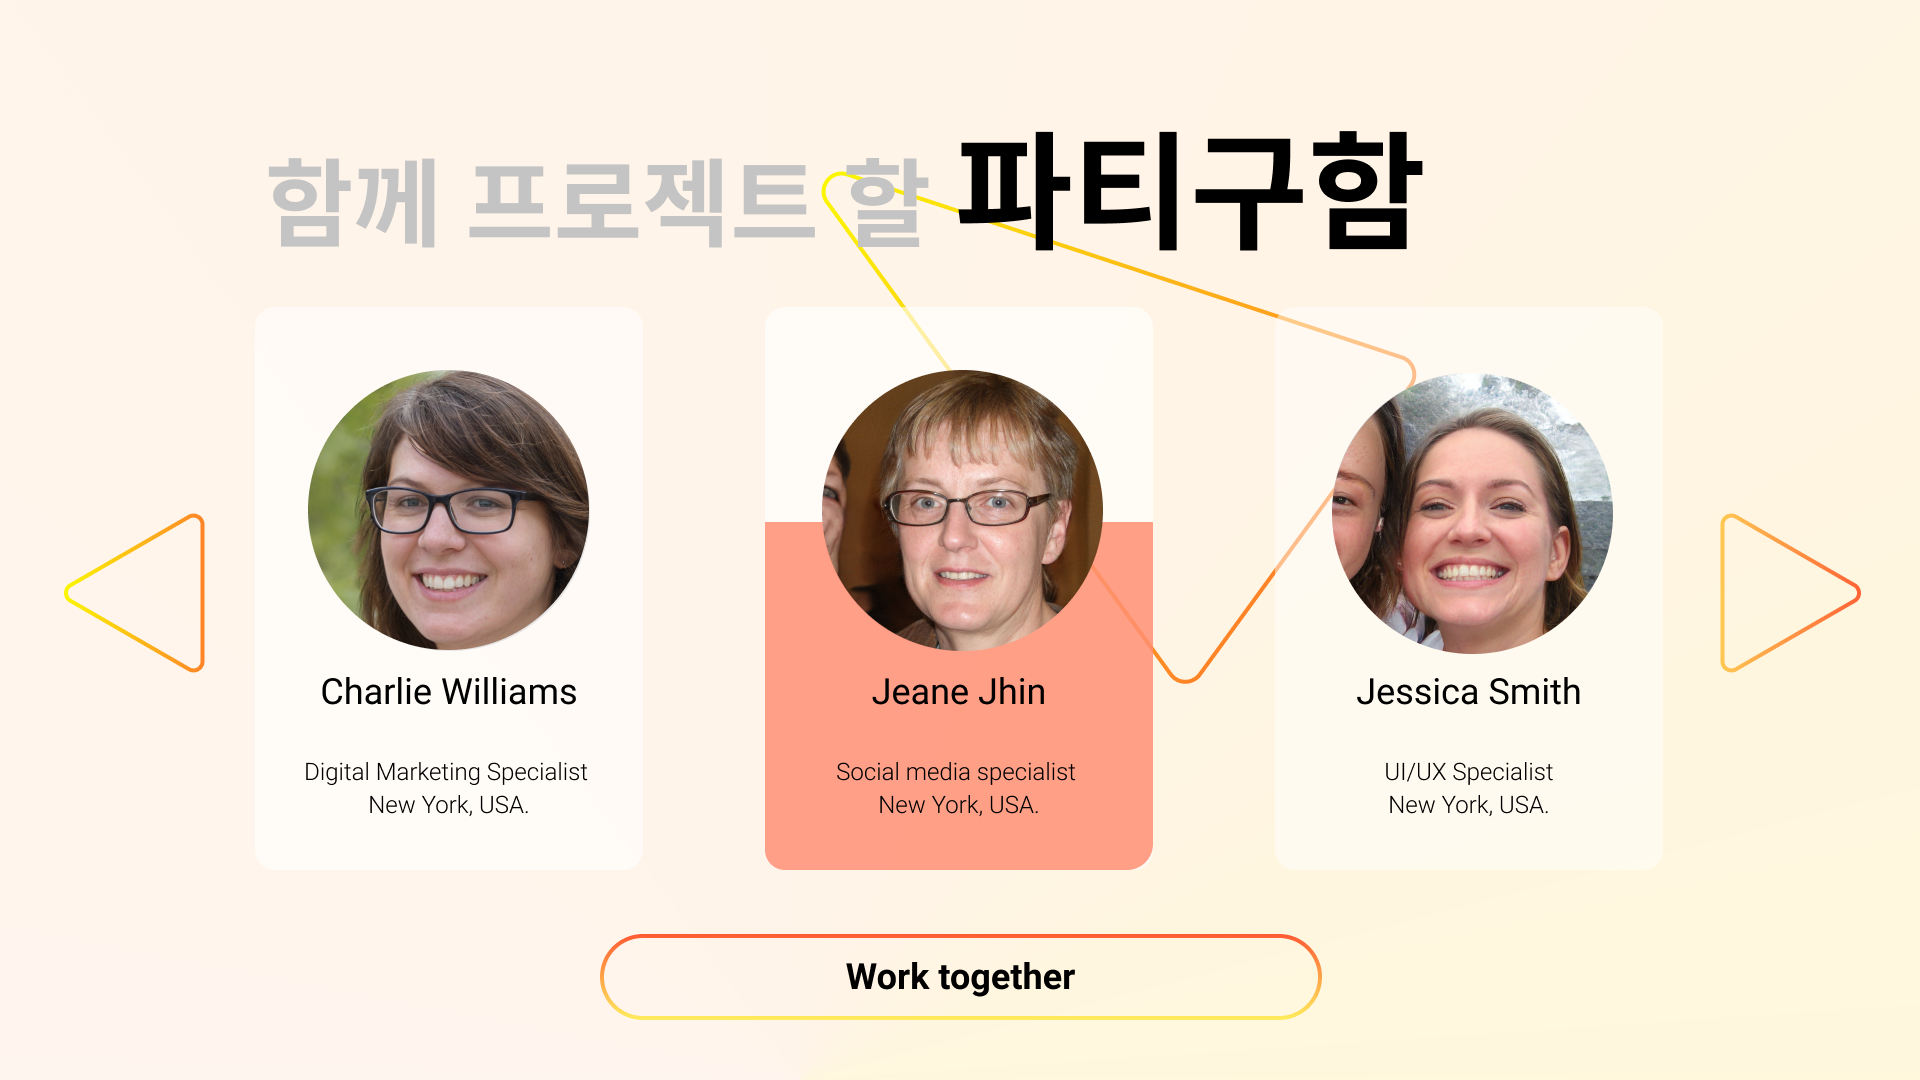 함께 프로젝트 할 파티구함
Charlie Williams
Digital Marketing Specialist
New York, USA.
Jeane Jhin
Social media specialist
New York, USA.
Jessica Smith
UI/UX Specialist
New York, USA.
Work together